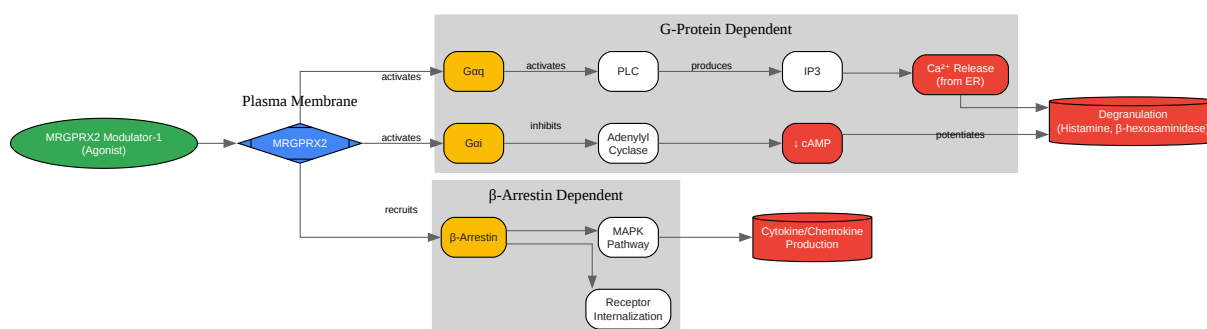 G-Protein Dependent
Gαq
activates
PLC
produces
IP3
Ca²⁺ Release
(from ER)
activates
Plasma Membrane
MRGPRX2 Modulator-1
(Agonist)
MRGPRX2
activates
Gαi
inhibits
Adenylyl
Cyclase
↓ cAMP
potentiates
Degranulation
(Histamine, β-hexosaminidase)
β-Arrestin Dependent
recruits
β-Arrestin
MAPK
Pathway
Cytokine/Chemokine
Production
Receptor
Internalization